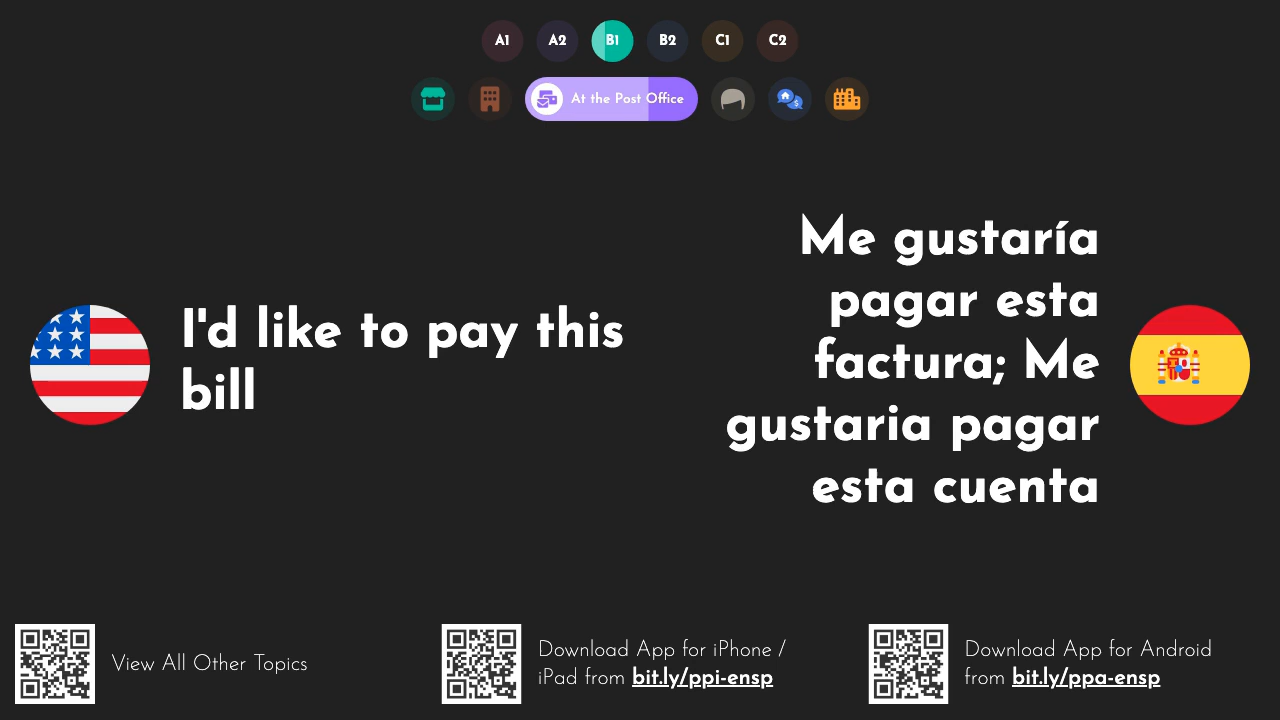 A1
A2
B1
B2
C1
C2
At the Post Office
I'd like to pay this
bill
Me gustaría
pagar esta
factura; Me
gustaria pagar
esta cuenta
View All Other Topics
Download App for iPhone /
iPad from bit.ly/ppi-ensp
Download App for Android
from bit.ly/ppa-ensp